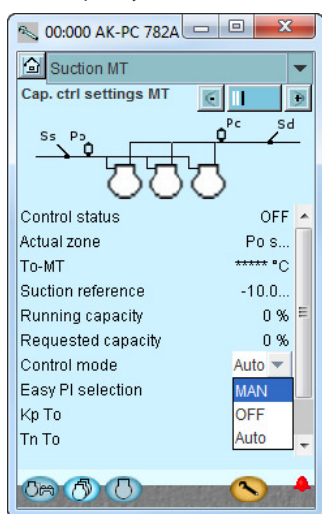 00:000 AK-PC 782A
Suction MT
Cap. ctrl settings MT
Pc
Sd
Ss
Po
Control status OFF
Actual zone Po s...
To-MT ***** °C
Suction reference -10.0...
Running capacity 0 %
Requested capacity 0 %
Control mode Auto
Easy PI selection MAN
Kp To OFF
Tn To Auto